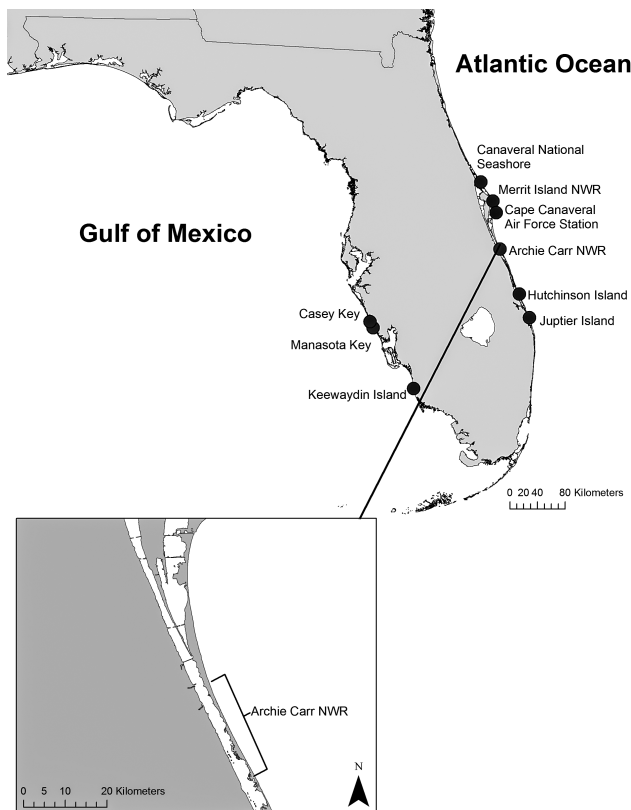 Atlantic Ocean
Canaveral National
Seashore
Merrit Island NWR
Cape Canaveral
Air Force Station
Gulf of Mexico
Archie Carr NWR
Hutchinson Island
Casey Key
Juptier Island
Manasota Key
Keewaydin Island
0 20 40 80 Kilometers
Archie Carr NWR
N
0 5 10 20 Kilometers